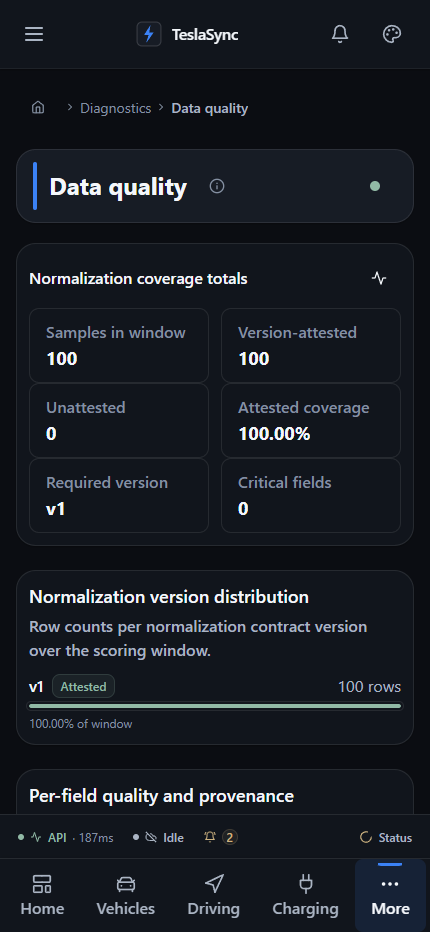 TeslaSync
Diagnostics
Data quality
Data quality
Normalization coverage totals
Samples in window
100
Version-attested
100
Unattested
0
Attested coverage
100.00%
Required version
v1
Critical fields
0
Normalization version distribution
Row counts per normalization contract version
over the scoring window.
v1 Attested 100 rows
100.00% of window
Per-field quality and provenance
API · 187ms Idle 2 Status
Home Vehicles Driving Charging More